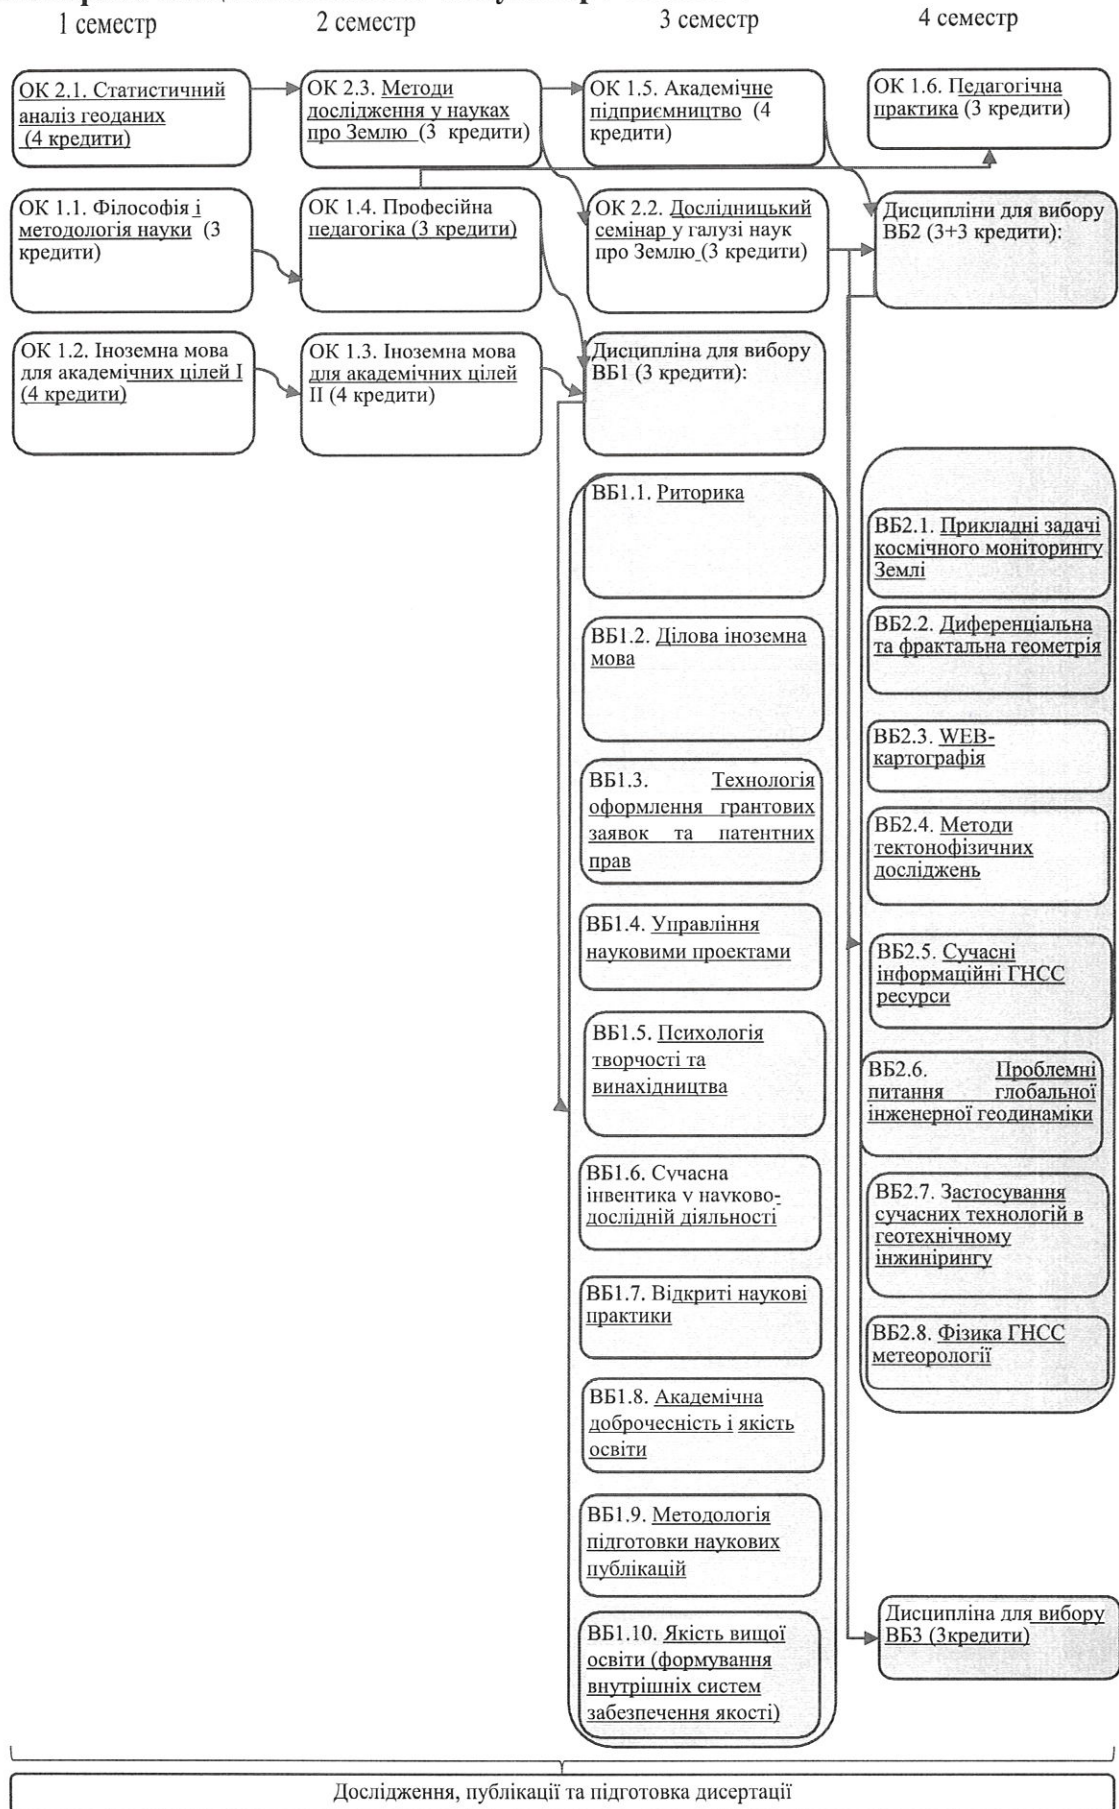 1 семестр
2 семестр
3 семестр
4 семестр
ОК 2.1. Статистичний
аналіз геоданих
(4 кредити)
ОК 2.3. Методи
дослідження у науках
про Землю (3 кредити)
ОК 1.5. Академічне
підприємництво (4
кредити)
ОК 1.6. Педагогічна
практика (3 кредити)
ОК 1.1. Філософія і
методологія науки (3
кредити)
ОК 1.4. Професійна
педагогіка (3 кредити)
ОК 2.2. Дослідницький
семінар у галузі наук
про Землю (3 кредити)
Дисципліни для вибору
ВБ2 (3+3 кредити):
ОК 1.2. Іноземна мова
для академічних цілей І
(4 кредити)
ОК 1.3. Іноземна мова
для академічних цілей
ІІ (4 кредити)
Дисципліна для вибору
ВБ1 (3 кредити):
ВБ1.1. Риторика
ВБ1.2. Ділова іноземна
мова
ВБ1.3. Технологія
оформлення грантових
заявок та патентних
прав
ВБ1.4. Управління
науковими проектами
ВБ1.5. Психологія
творчості та
винахідництва
ВБ1.6. Сучасна
інвентика у науково-
дослідній діяльності
ВБ1.7. Відкриті наукові
практики
ВБ1.8. Академічна
доброчесність і якість
освіти
ВБ1.9. Методологія
підготовки наукових
публікацій
ВБ1.10. Якість вищої
освіти (формування
внутрішніх систем
забезпечення якості)
ВБ2.1. Прикладні задачі
космічного моніторингу
Землі
ВБ2.2. Диференціальна
та фрактальна геометрія
ВБ2.3. WEB-
картографія
ВБ2.4. Методи
тектонофізичних
досліджень
ВБ2.5. Сучасні
інформаційні ГНСС
ресурси
ВБ2.6. Проблемні
питання глобальної
інженерної геодинаміки
ВБ2.7. Застосування
сучасних технологій в
геотехнічному
інжинірингу
ВБ2.8. Фізика ГНСС
метеорології
Дисципліна для вибору
ВБ3 (3кредити)
Дослідження, публікації та підготовка дисертації